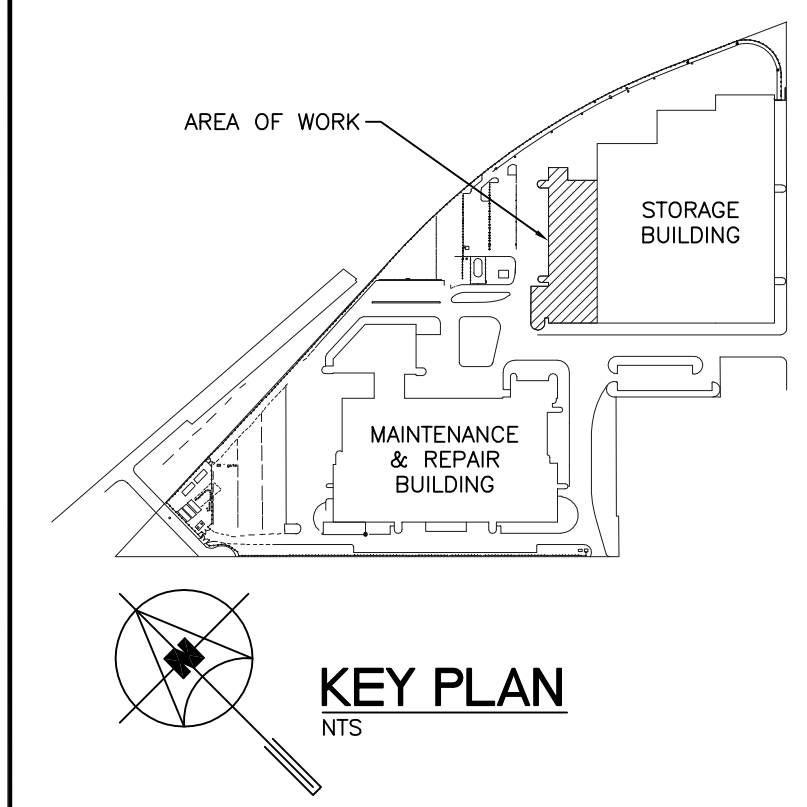 AREA OF WORK
STORAGE
BUILDING
MAINTENANCE
& REPAIR
BUILDING
KEY PLAN
NTS